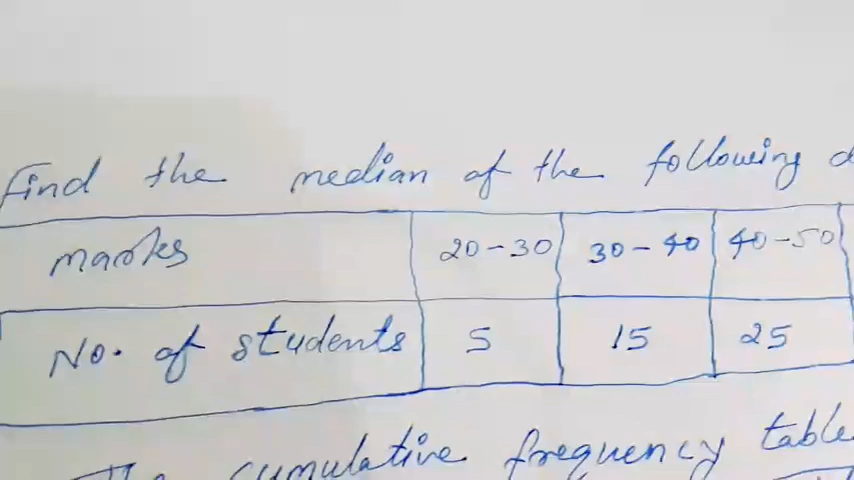 Find the median of the following
marks 20-30 30-40 40-50
No. of students 5 15 25
The cumulative frequency table